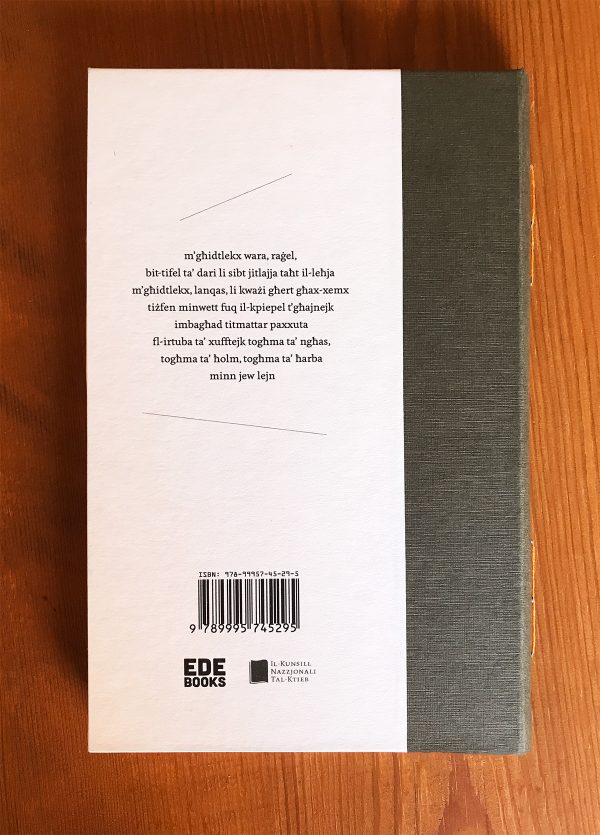 m'għidtlekx wara, raġel,
bit-tifel ta' dari li sibt jitlajja taħt il-leħja
m'għidtlekx, lanqas, li kważi għert għax-xemx
tiżfen minwett fuq il-kpiepel t'għajnejk
imbagħad titmattar paxxuta
fl-irtuba ta' xufftejk togħma ta' ngħas,
togħma ta' ħolm, togħma ta' ħarba
minn jew lejn
ISBN: 978-99957-45-29-5
9 789995 745295
EDE
BOOKS
Il-Kunsill
Nazzjonali
Tal-Ktieb